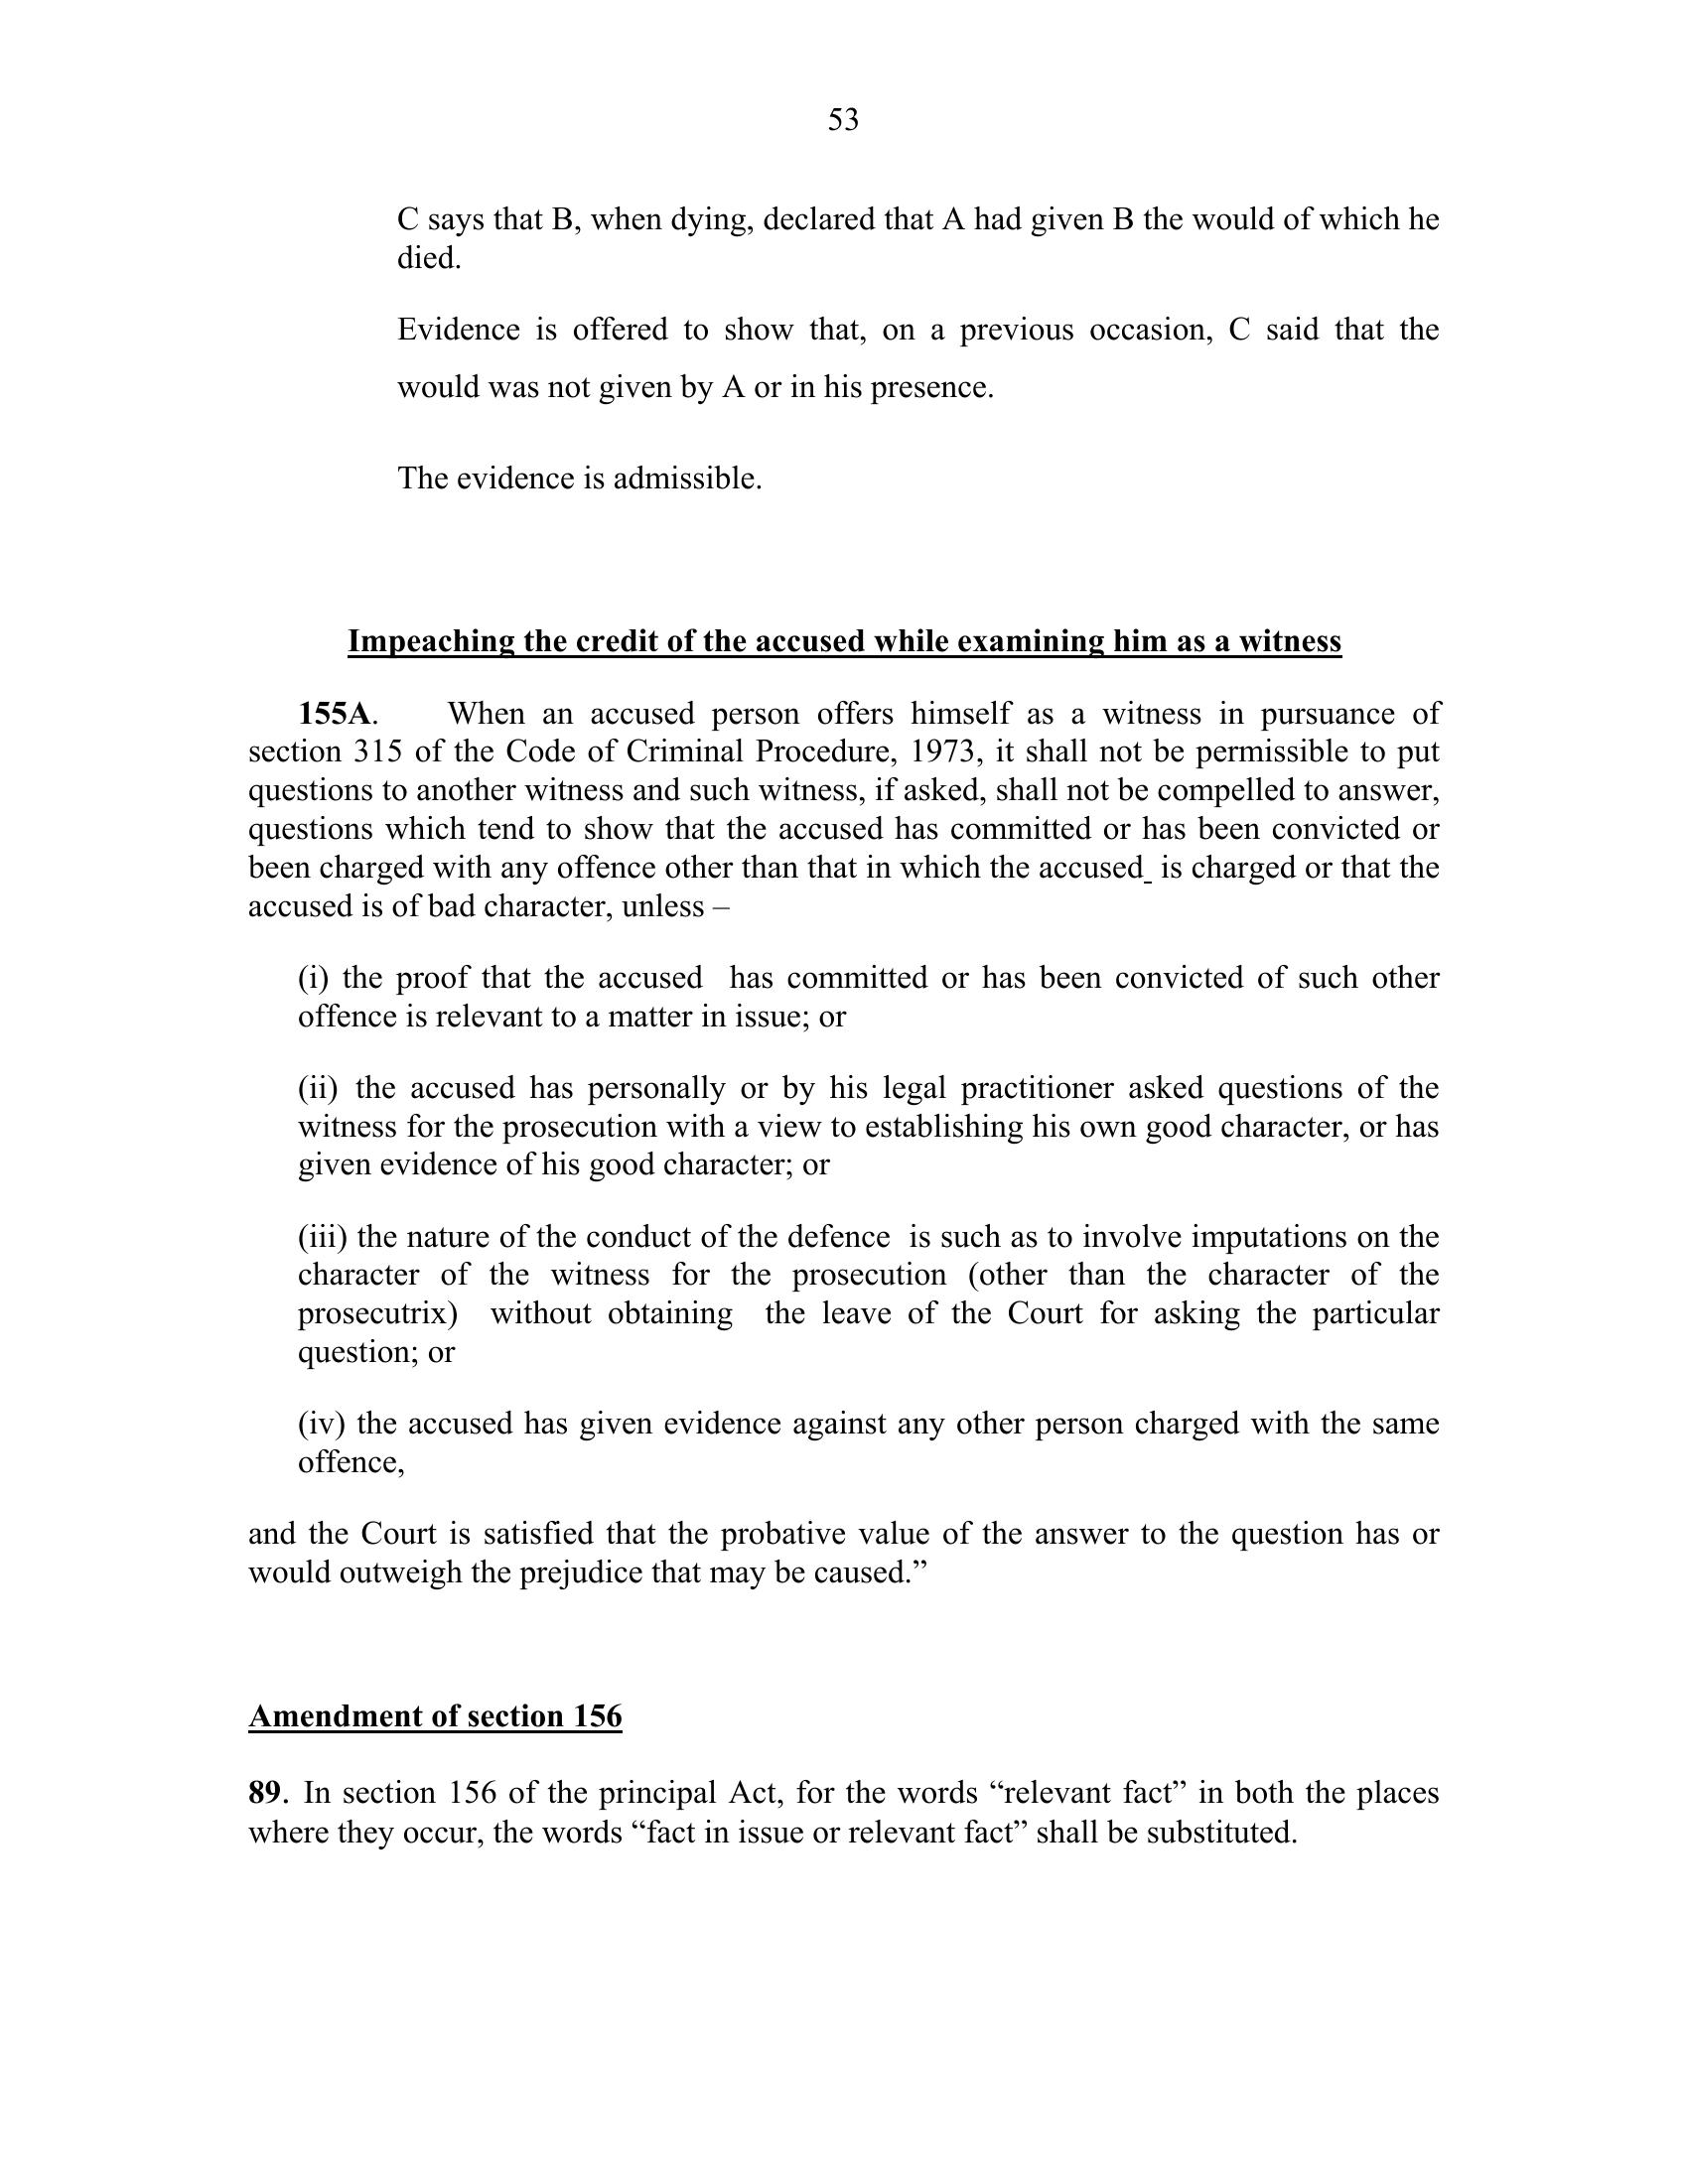 53
C says that B, when dying, declared that A had given B the would of which he
died.
Evidence is offered to show that, on a previous occasion, C said that the
would was not given by A or in his presence.
The evidence is admissible.
Impeaching the credit of the accused while examining him as a witness
155A. When an accused person offers himself as a witness in pursuance of
section 315 of the Code of Criminal Procedure, 1973, it shall not be permissible to put
questions to another witness and such witness, if asked, shall not be compelled to answer,
questions which tend to show that the accused has committed or has been convicted or
been charged with any offence other than that in which the accused_ is charged or that the
accused is of bad character, unless –
(i) the proof that the accused has committed or has been convicted of such other
offence is relevant to a matter in issue; or
(ii) the accused has personally or by his legal practitioner asked questions of the
witness for the prosecution with a view to establishing his own good character, or has
given evidence of his good character; or
(iii) the nature of the conduct of the defence is such as to involve imputations on the
character of the witness for the prosecution (other than the character of the
prosecutrix) without obtaining the leave of the Court for asking the particular
question; or
(iv) the accused has given evidence against any other person charged with the same
offence,
and the Court is satisfied that the probative value of the answer to the question has or
would outweigh the prejudice that may be caused.”
Amendment of section 156
89. In section 156 of the principal Act, for the words “relevant fact” in both the places
where they occur, the words “fact in issue or relevant fact” shall be substituted.